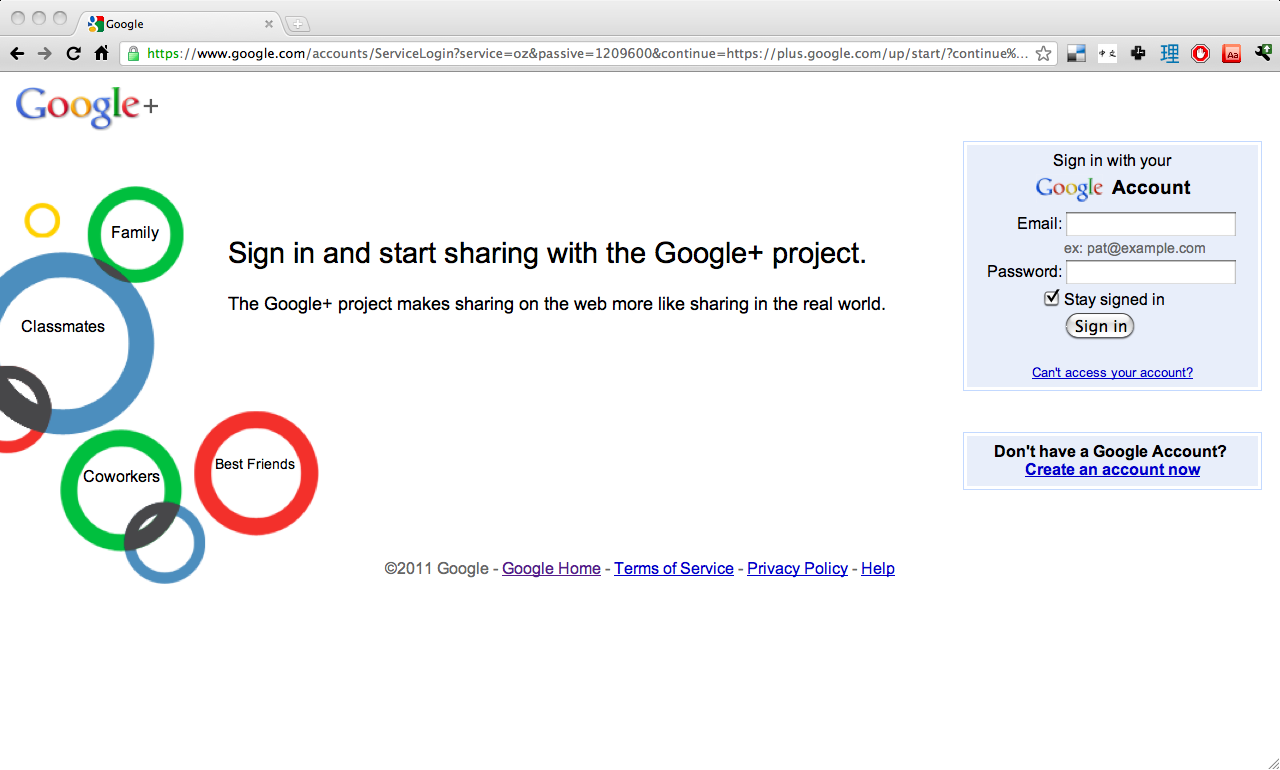 Google
https://www.google.com/accounts/ServiceLogin?service=oz&passive=1209600&continue=https://plus.google.com/up/start/?continue%...
理
Aa
Google+
Sign in with your
Google Account
Email:
ex: pat@example.com
Password:
Stay signed in
Sign in
Can't access your account?
Don't have a Google Account?
Create an account now
Family
Classmates
Coworkers
Best Friends
Sign in and start sharing with the Google+ project.
The Google+ project makes sharing on the web more like sharing in the real world.
©2011 Google - Google Home - Terms of Service - Privacy Policy - Help